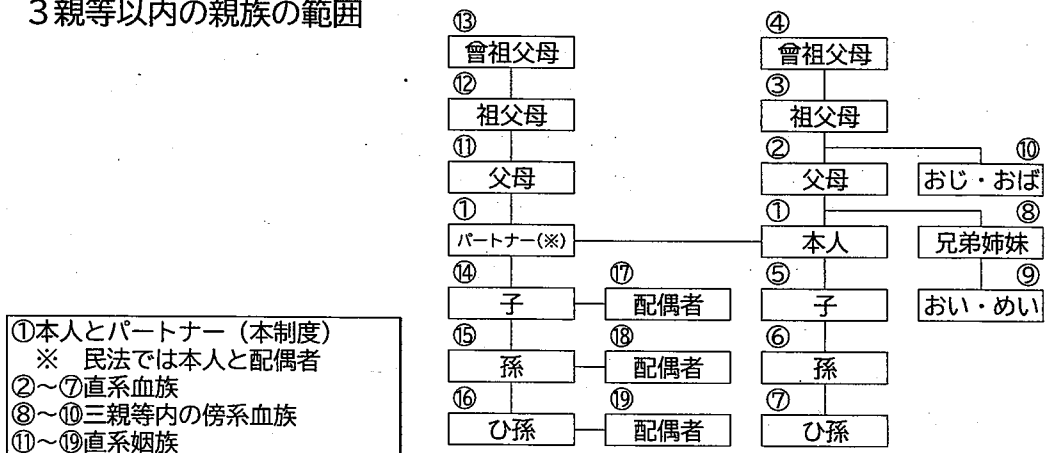 3親等以内の親族の範囲
⑬ ④
曾祖父母 曾祖父母
⑫ ③
祖父母 祖父母
⑪ ② ⑩
父母 父母 おじ・おば
① ① ⑧
パートナー(※) 本人 兄弟姉妹
⑭ ⑰ ⑤ ⑨
子 配偶者 子 おい・めい
⑮ ⑱ ⑥
孫 配偶者 孫
⑯ ⑲ ⑦
ひ孫 配偶者 ひ孫
①本人とパートナー（本制度）
※ 民法では本人と配偶者
②～⑦直系血族
⑧～⑩三親等内の傍系血族
⑪～⑲直系姻族